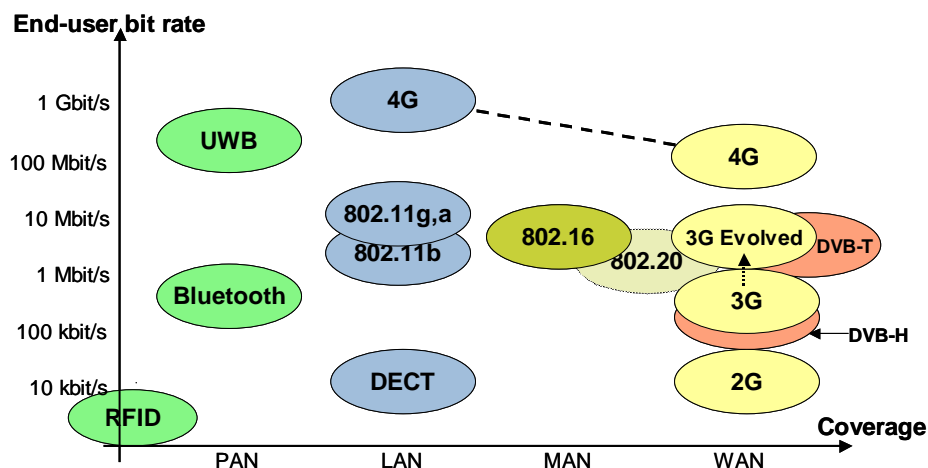 End-user bit rate
1 Gbit/s
4G
UWB
100 Mbit/s
4G
10 Mbit/s
802.11g,a
802.16
3G Evolved
DVB-T
802.11b
802.20
1 Mbit/s
Bluetooth
3G
100 kbit/s
DVB-H
10 kbit/s
DECT
2G
RFID
Coverage
PAN
LAN
MAN
WAN